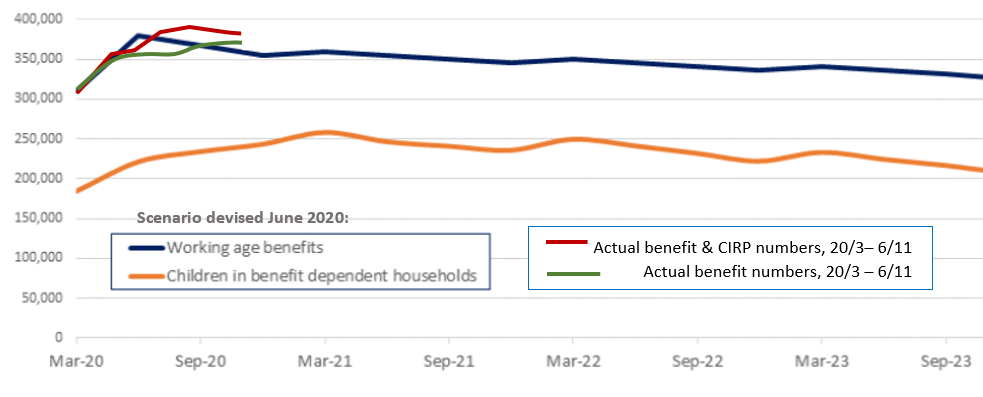 400,000
350,000
300,000
250,000
200,000
150,000
100,000
50,000
0
Scenario devised June 2020:
Working age benefits
Children in benefit dependent households
Actual benefit & CIRP numbers, 20/3– 6/11
Actual benefit numbers, 20/3 – 6/11
Mar-20 Sep-20 Mar-21 Sep-21 Mar-22 Sep-22 Mar-23 Sep-23